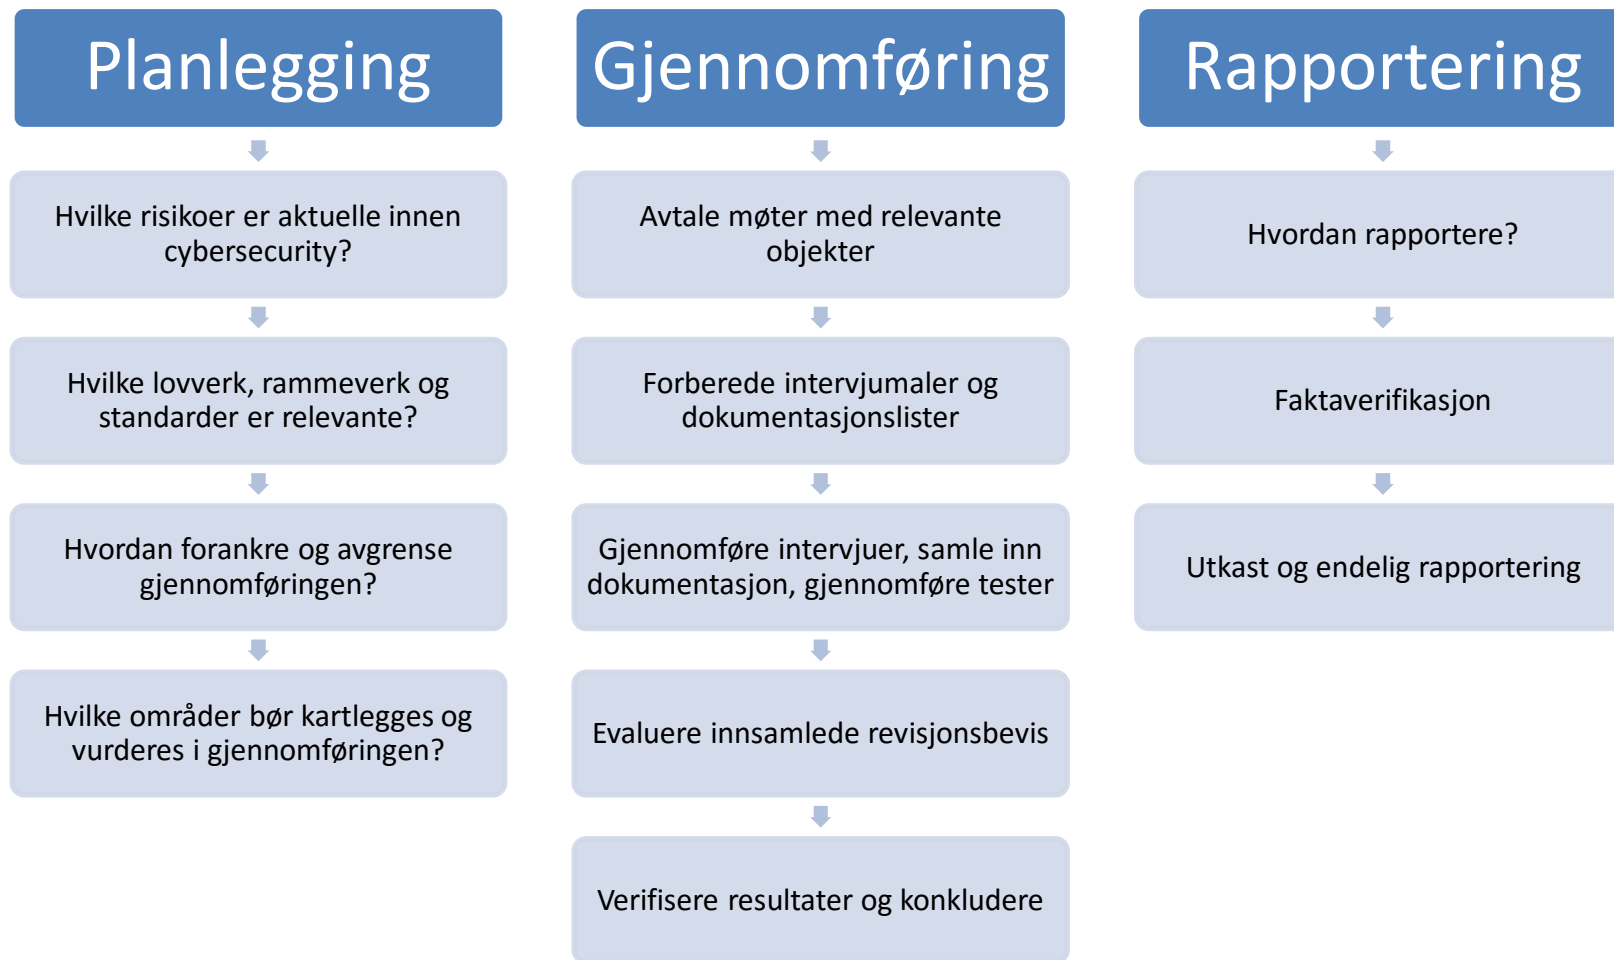 Planlegging
Hvilke risikoer er aktuelle innen
cybersecurity?
Hvilke lovverk, rammeverk og
standarder er relevante?
Hvordan forankre og avgrense
gjennomføringen?
Hvilke områder bør kartlegges og
vurderes i gjennomføringen?
Gjennomføring
Avtale møter med relevante
objekter
Forberede intervjumaler og
dokumentasjonslister
Gjennomføre intervjuer, samle inn
dokumentasjon, gjennomføre tester
Evaluere innsamlede revisjonsbevis
Verifisere resultater og konkludere
Rapportering
Hvordan rapportere?
Faktaverifikasjon
Utkast og endelig rapportering